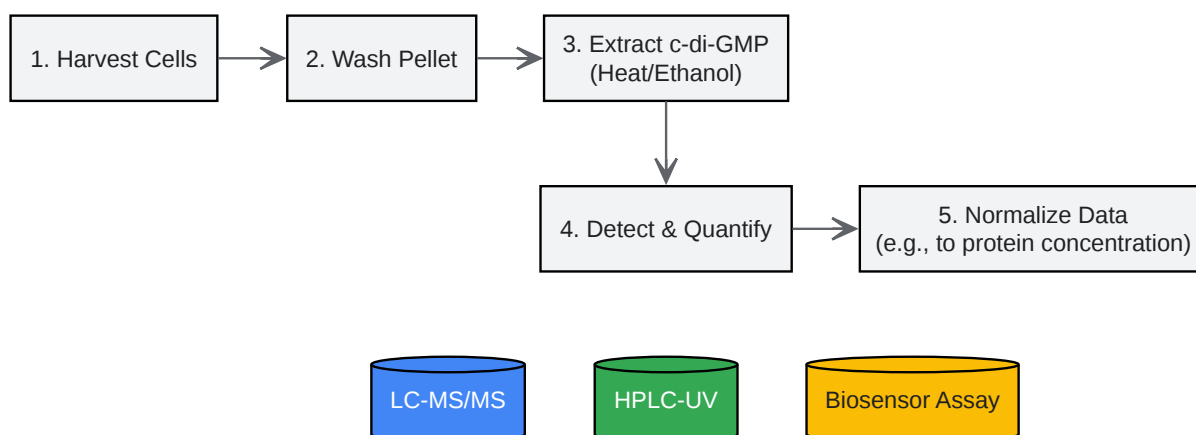 1. Harvest Cells
2. Wash Pellet
3. Extract c-di-GMP
(Heat/Ethanol)
4. Detect & Quantify
5. Normalize Data
(e.g., to protein concentration)
LC-MS/MS
HPLC-UV
Biosensor Assay